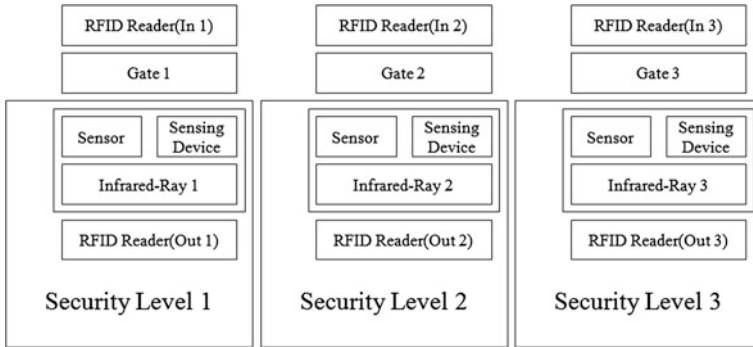 RFID Reader(In 1)
Gate 1
Sensor
Sensing
Device
Infrared-Ray 1
RFID Reader(Out 1)
Security Level 1
RFID Reader(In 2)
Gate 2
Sensor
Sensing
Device
Infrared-Ray 2
RFID Reader(Out 2)
Security Level 2
RFID Reader(In 3)
Gate 3
Sensor
Sensing
Device
Infrared-Ray 3
RFID Reader(Out 3)
Security Level 3